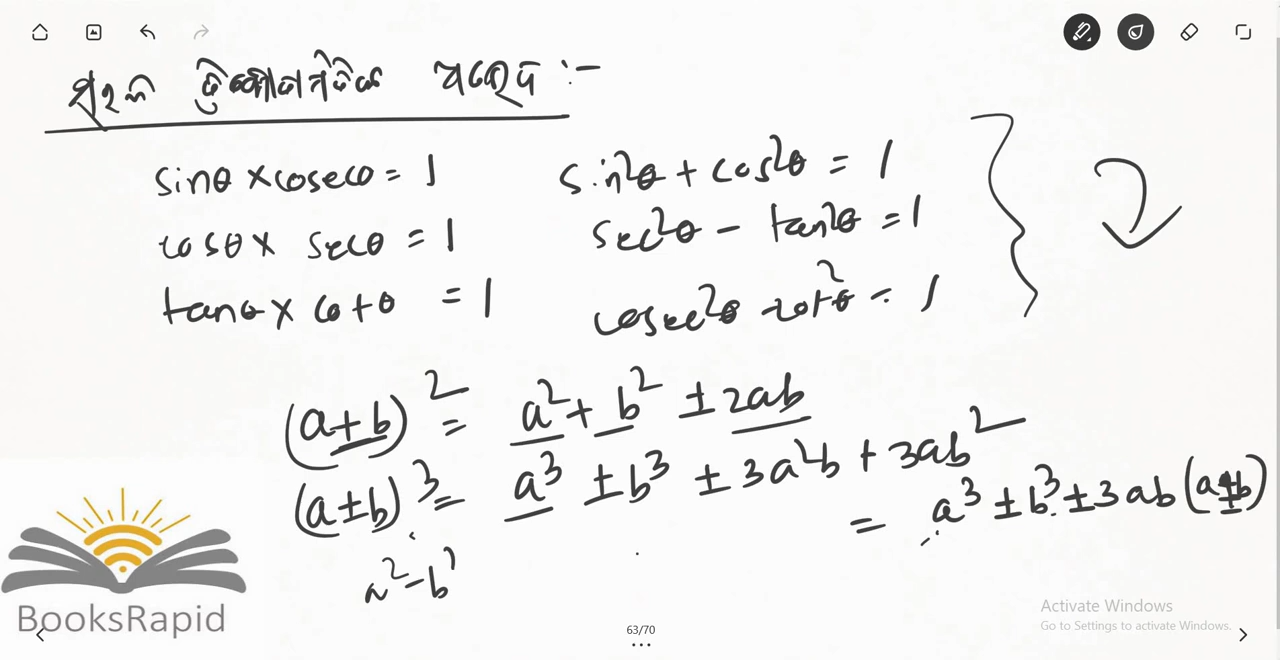 ତ୍ରିକୋଣମିତିକ ଅଭେଦ :-
sinθ × cosecθ = 1
cosθ × secθ = 1
tanθ × cotθ = 1
sin²θ + cos²θ = 1
sec²θ - tan²θ = 1
cosec²θ - cot²θ = 1
(a±b)² = a² + b² ± 2ab
(a±b)³ = a³ ± b³ ± 3a²b + 3ab²
= a³ ± b³ ± 3ab(a±b)
a² - b
BooksRapid
63/70
Activate Windows
Go to Settings to activate Windows.